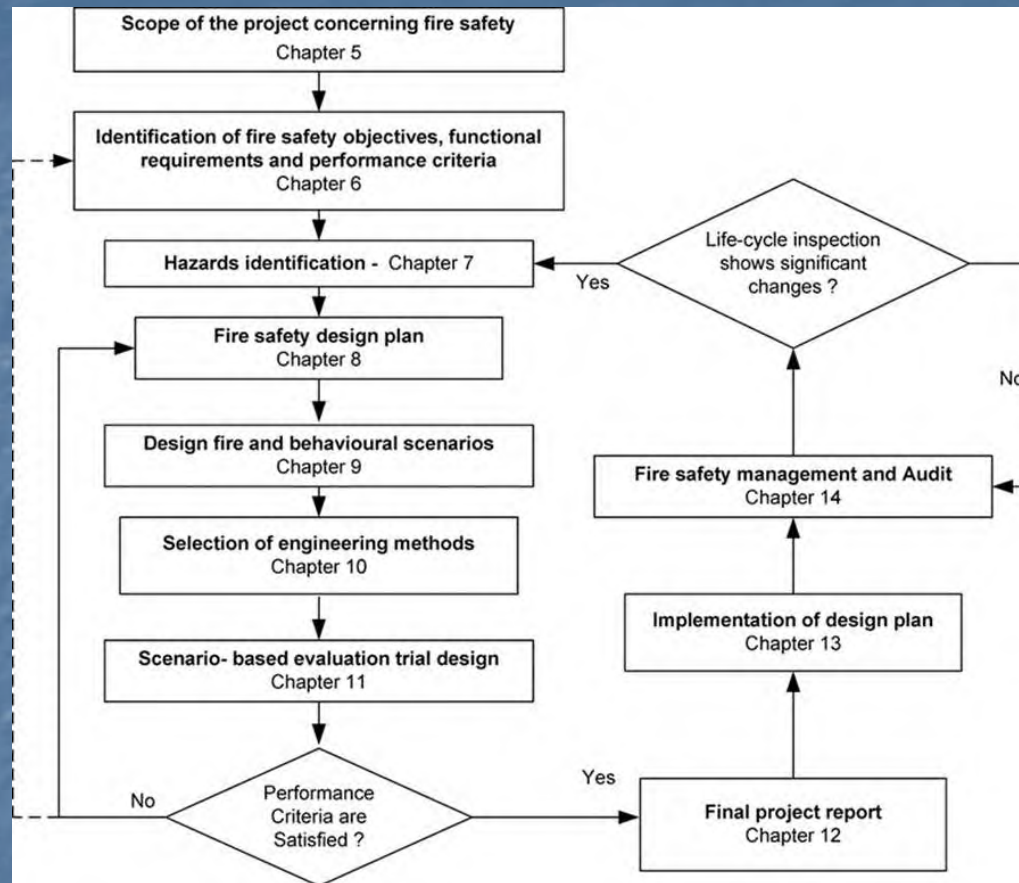 Scope of the project concerning fire safety
Chapter 5
Identification of fire safety objectives, functional
requirements and performance criteria
Chapter 6
Hazards identification - Chapter 7
Fire safety design plan
Chapter 8
Design fire and behavioural scenarios
Chapter 9
Selection of engineering methods
Chapter 10
Scenario- based evaluation trial design
Chapter 11
Performance
Criteria are
Satisfied ?
No
Yes
Final project report
Chapter 12
Implementation of design plan
Chapter 13
Fire safety management and Audit
Chapter 14
Life-cycle inspection
shows significant
changes ?
Yes
No